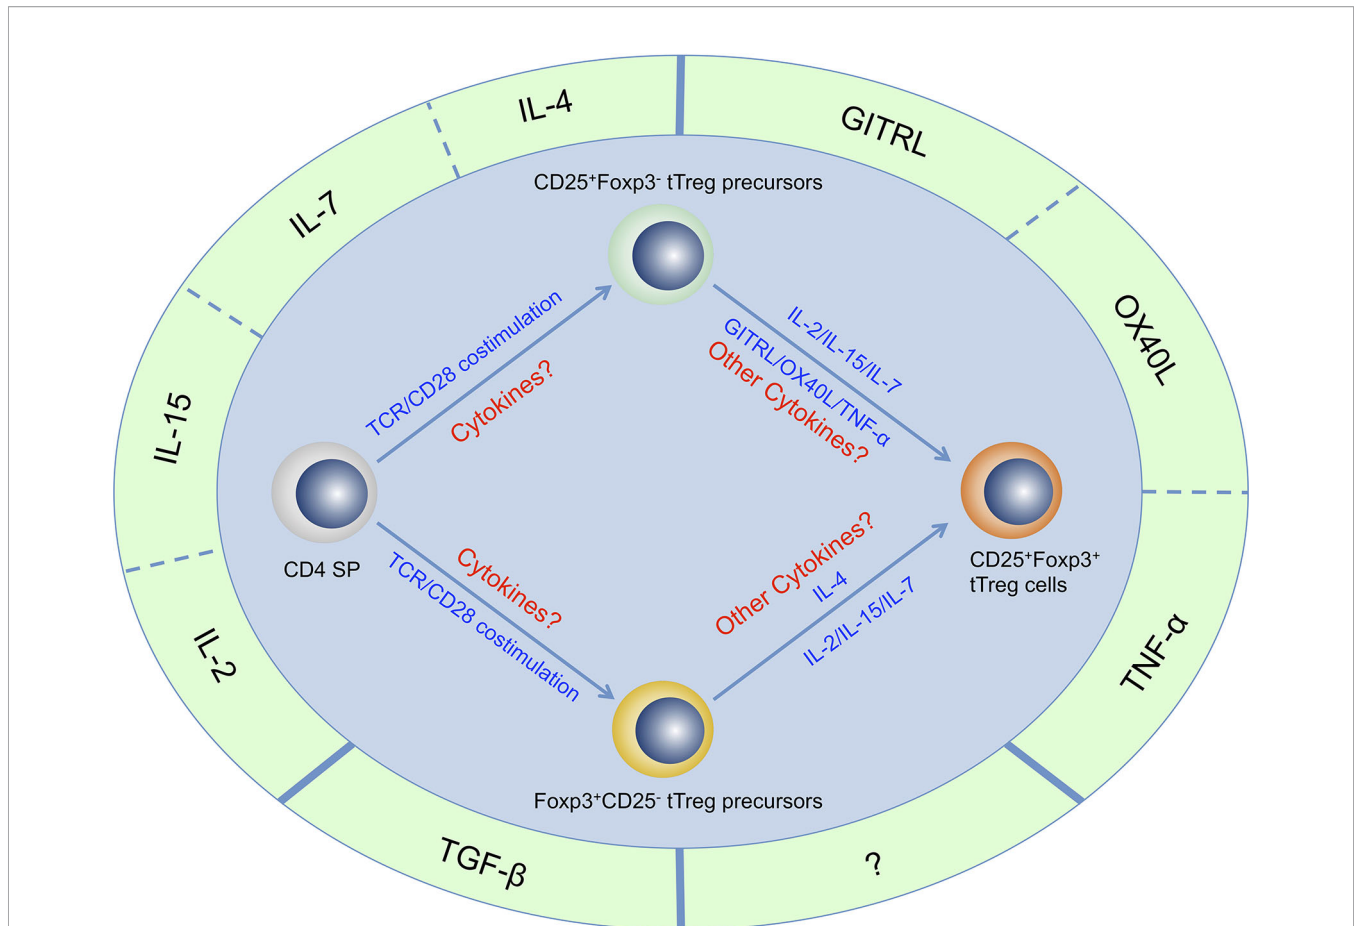 IL-4
GITRL
IL-7
OX40L
IL-15
IL-2
TNF-α
TGF-β
?
CD25⁺Foxp3⁻ tTreg precursors
TCR/CD28 costimulation
Cytokines?
IL-2/IL-15/IL-7
GITRL/OX40L/TNF-α
Other Cytokines?
CD4 SP
CD25⁺Foxp3⁺
tTreg cells
Cytokines?
TCR/CD28 costimulation
Other Cytokines?
IL-4
IL-2/IL-15/IL-7
Foxp3⁺CD25⁻ tTreg precursors